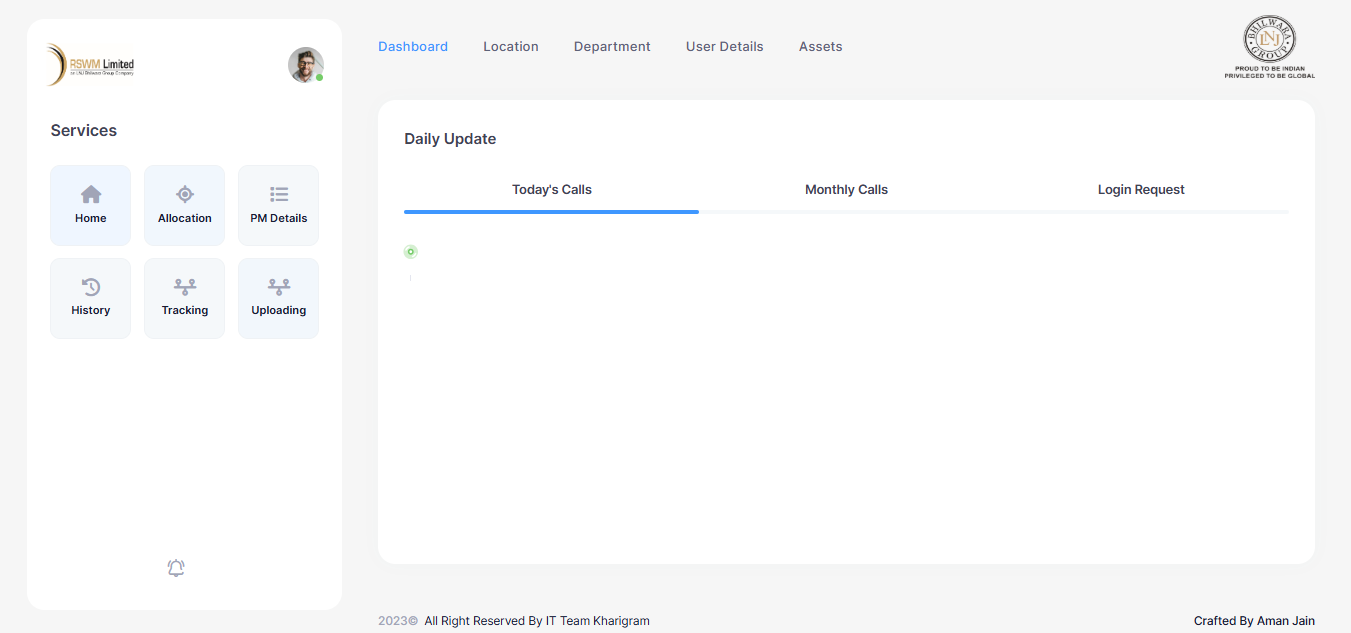 RSWM Limited
an LNJ Bhilwara Group Company
Services
Home
Allocation
PM Details
History
Tracking
Uploading
Dashboard
Location
Department
User Details
Assets
BHILWARA
LNJ
GROUP
PROUD TO BE INDIAN
PRIVILEGED TO BE GLOBAL
Daily Update
Today's Calls
Monthly Calls
Login Request
2023© All Right Reserved By IT Team Kharigram
Crafted By Aman Jain